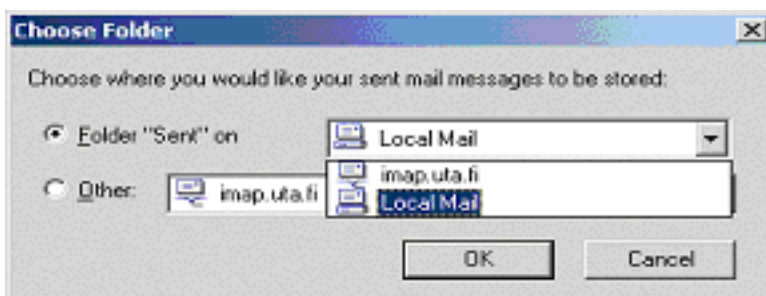 Choose Folder
Choose where you would like your sent mail messages to be stored:
Folder "Sent" on Local Mail
imap.uta.fi
Other: imap.uta.fi Local Mail
OK Cancel